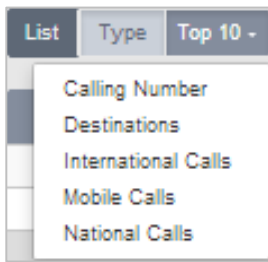 List Type Top 10 -
Calling Number
Destinations
International Calls
Mobile Calls
National Calls